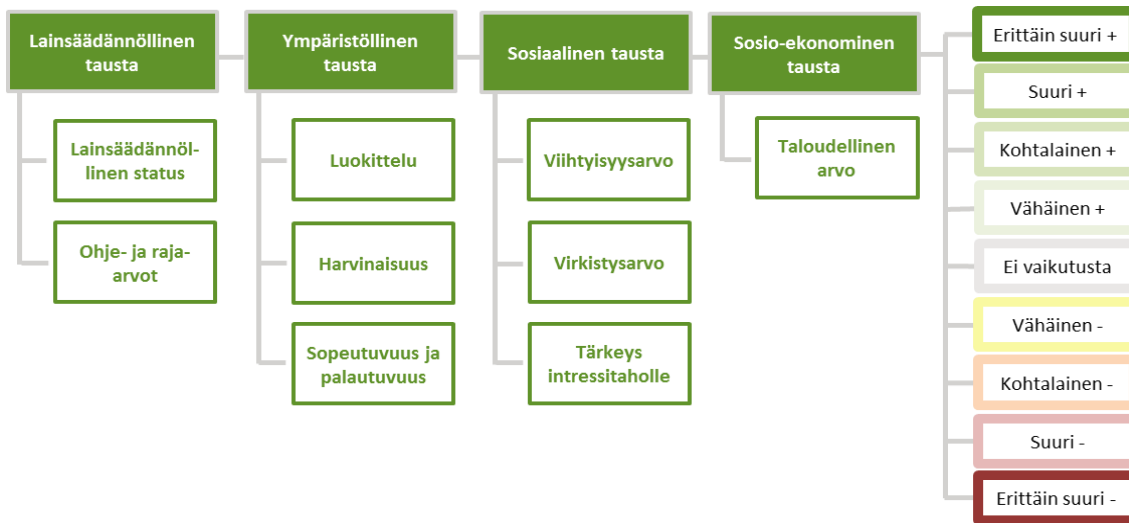 Lainsäädännöllinen
tausta
Lainsäädännöl-
linen status
Ohje- ja raja-
arvot
Ympäristöllinen
tausta
Luokittelu
Harvinaisuus
Sopeutuvuus ja
palautuvuus
Sosiaalinen tausta
Viihtyisyysarvo
Virkistysarvo
Tärkeys
intressitaholle
Sosio-ekonominen
tausta
Taloudellinen
arvo
Erittäin suuri +
Suuri +
Kohtalainen +
Vähäinen +
Ei vaikutusta
Vähäinen -
Kohtalainen -
Suuri -
Erittäin suuri -